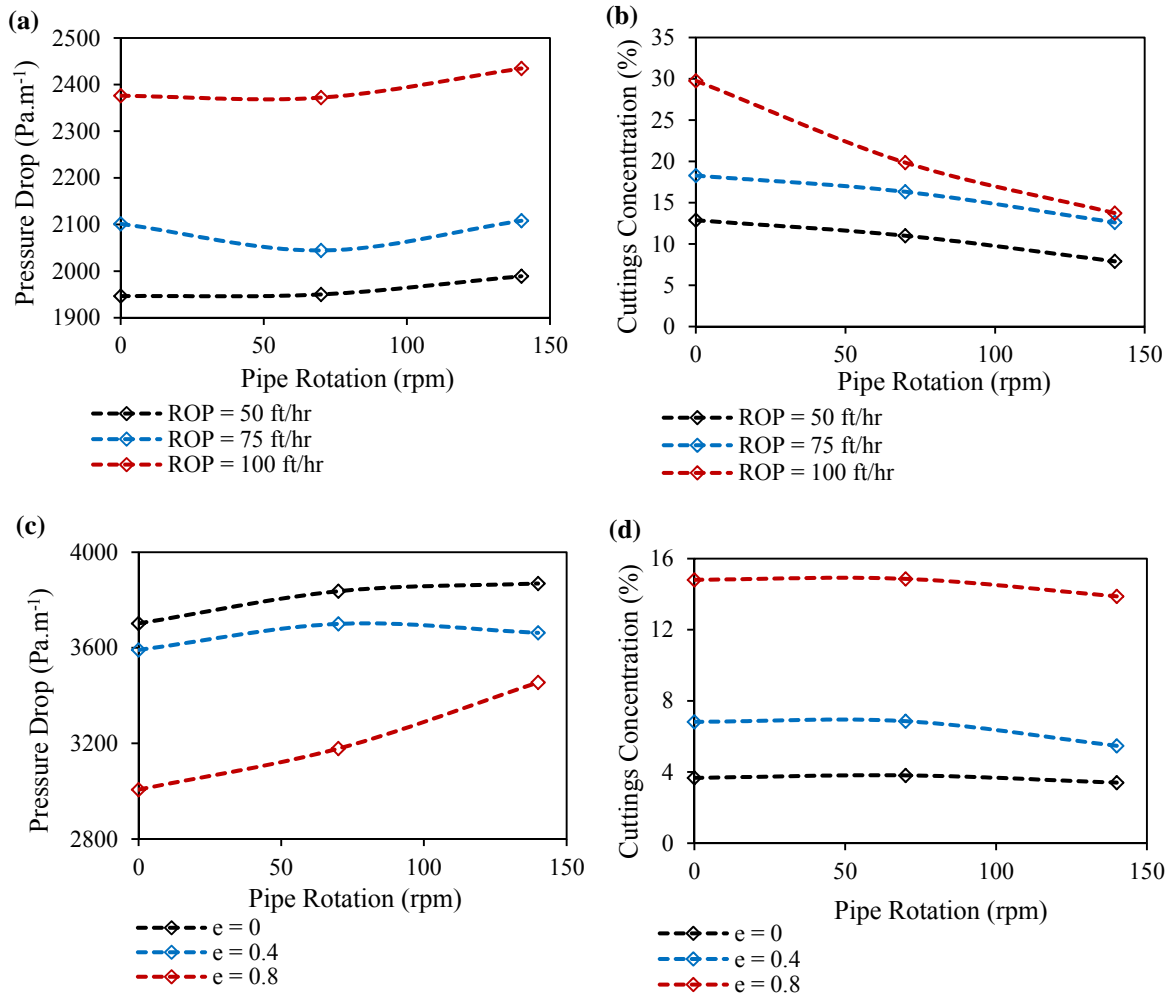 (a)
Pressure Drop (Pa.m⁻¹)
2500
2400
2300
2200
2100
2000
1900
0 50 100 150
Pipe Rotation (rpm)
ROP = 50 ft/hr
ROP = 75 ft/hr
ROP = 100 ft/hr
(b)
Cuttings Concentration (%)
35
30
25
20
15
10
5
0
0 50 100 150
Pipe Rotation (rpm)
ROP = 50 ft/hr
ROP = 75 ft/hr
ROP = 100 ft/hr
(c)
Pressure Drop (Pa.m⁻¹)
4000
3600
3200
2800
0 50 100 150
Pipe Rotation (rpm)
e = 0
e = 0.4
e = 0.8
(d)
Cuttings Concentration (%)
16
12
8
4
0
0 50 100 150
Pipe Rotation (rpm)
e = 0
e = 0.4
e = 0.8